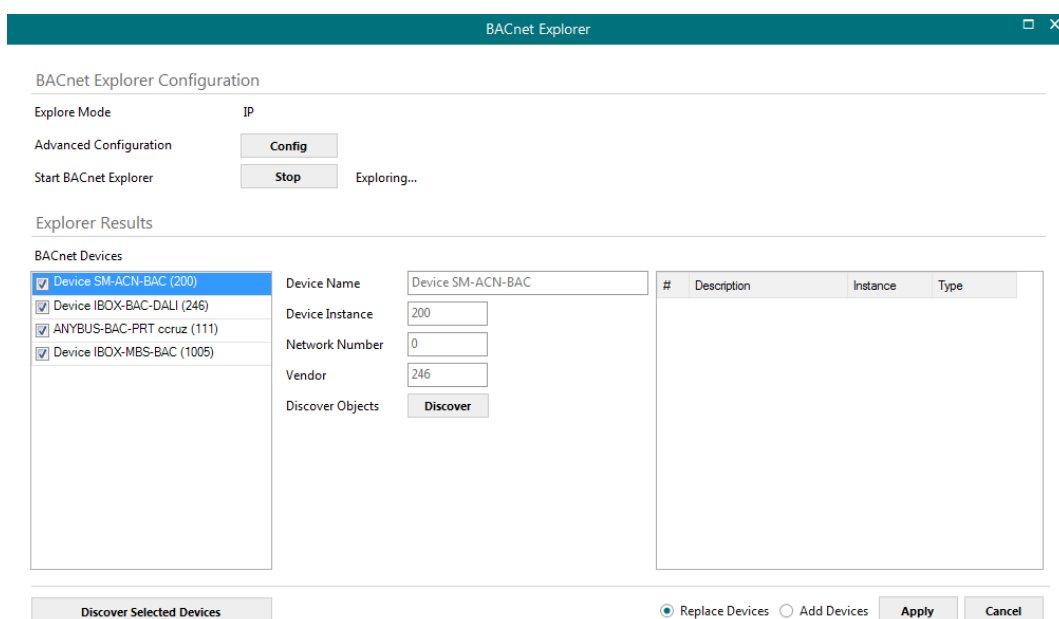 BACnet Explorer
BACnet Explorer Configuration
Explore Mode IP
Advanced Configuration Config
Start BACnet Explorer Stop Exploring...
Explorer Results
BACnet Devices
Device SM-ACN-BAC (200)
Device IBOX-BAC-DALI (246)
ANYBUS-BAC-PRT ccruz (111)
Device IBOX-MBS-BAC (1005)
Device Name Device SM-ACN-BAC
Device Instance 200
Network Number 0
Vendor 246
Discover Objects Discover
# Description Instance Type
Discover Selected Devices Replace Devices Add Devices Apply Cancel